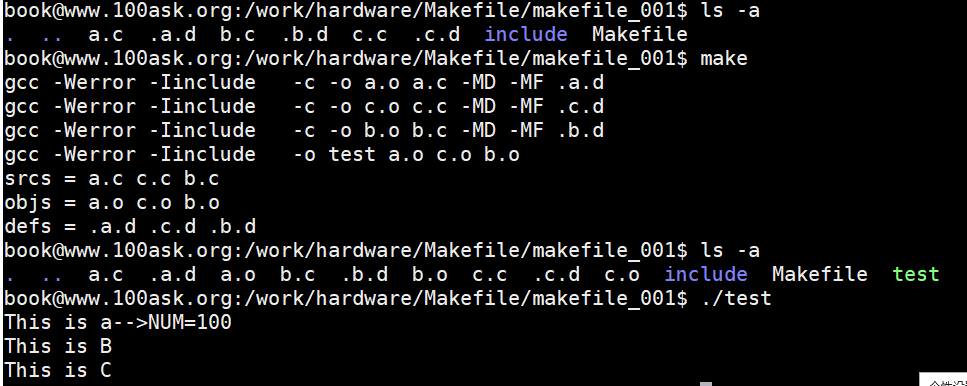 book@www.100ask.org:/work/hardware/Makefile/makefile_001$ ls -a
.  ..  a.c  .a.d  b.c  .b.d  c.c  .c.d  include  Makefile
book@www.100ask.org:/work/hardware/Makefile/makefile_001$ make
gcc -Werror -Iinclude   -c -o a.o a.c -MD -MF .a.d
gcc -Werror -Iinclude   -c -o c.o c.c -MD -MF .c.d
gcc -Werror -Iinclude   -c -o b.o b.c -MD -MF .b.d
gcc -Werror -Iinclude   -o test a.o c.o b.o
srcs = a.c c.c b.c
objs = a.o c.o b.o
defs = .a.d .c.d .b.d
book@www.100ask.org:/work/hardware/Makefile/makefile_001$ ls -a
.  ..  a.c  .a.d  a.o  b.c  .b.d  b.o  c.c  .c.d  c.o  include  Makefile  test
book@www.100ask.org:/work/hardware/Makefile/makefile_001$ ./test
This is a-->NUM=100
This is B
This is C